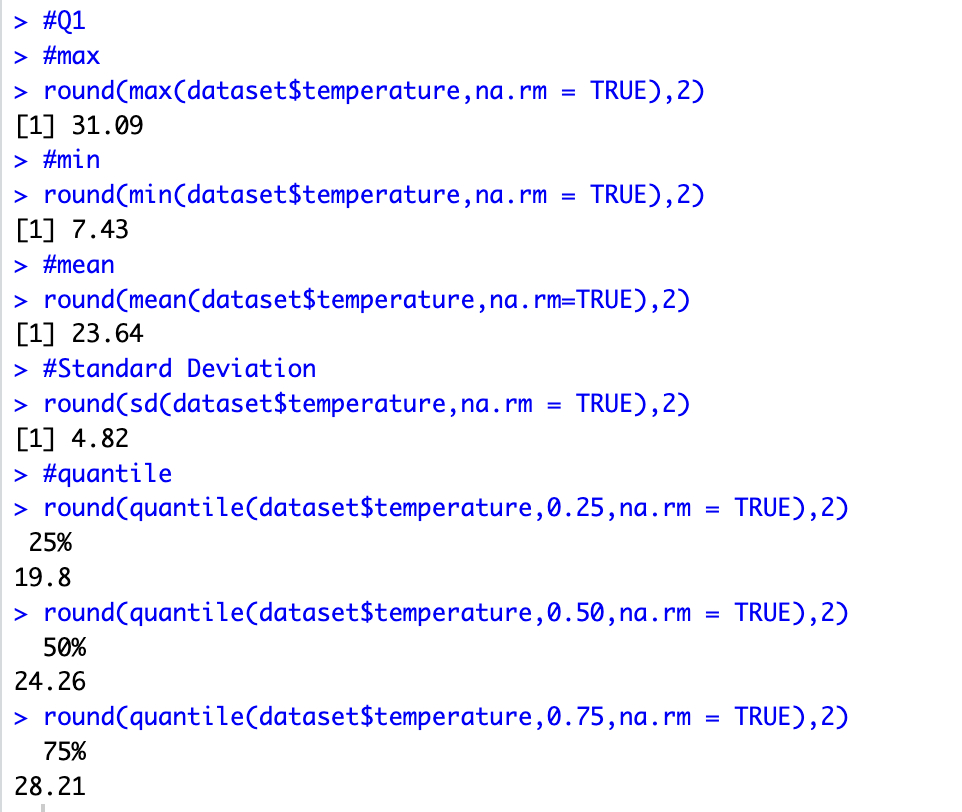 > #Q1
> #max
> round(max(dataset$temperature,na.rm = TRUE),2)
[1] 31.09
> #min
> round(min(dataset$temperature,na.rm = TRUE),2)
[1] 7.43
> #mean
> round(mean(dataset$temperature,na.rm=TRUE),2)
[1] 23.64
> #Standard Deviation
> round(sd(dataset$temperature,na.rm = TRUE),2)
[1] 4.82
> #quantile
> round(quantile(dataset$temperature,0.25,na.rm = TRUE),2)
 25%
19.8
> round(quantile(dataset$temperature,0.50,na.rm = TRUE),2)
  50%
24.26
> round(quantile(dataset$temperature,0.75,na.rm = TRUE),2)
  75%
28.21